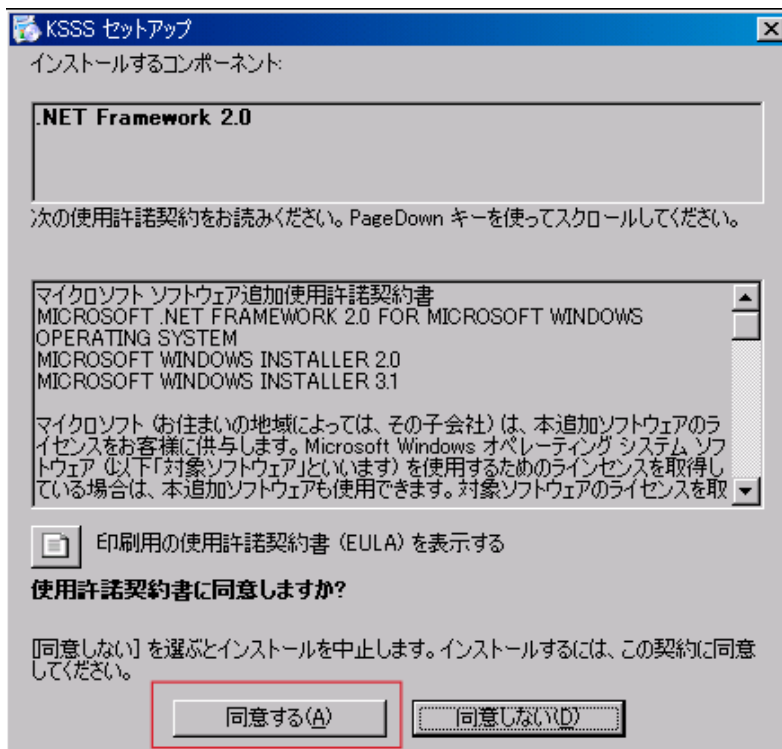 KSSS セットアップ
インストールするコンポーネント:
.NET Framework 2.0
次の使用許諾契約をお読みください。PageDown キーを使ってスクロールしてください。
マイクロソフト ソフトウェア追加使用許諾契約書
MICROSOFT .NET FRAMEWORK 2.0 FOR MICROSOFT WINDOWS
OPERATING SYSTEM
MICROSOFT WINDOWS INSTALLER 2.0
MICROSOFT WINDOWS INSTALLER 3.1
マイクロソフト (お住まいの地域によっては、その子会社) は、本追加ソフトウェアのラ
イセンスをお客様に供与します。Microsoft Windows オペレーティング システム ソフ
トウェア (以下「対象ソフトウェア」といいます) を使用するためのラインセンスを取得し
ている場合は、本追加ソフトウェアも使用できます。対象ソフトウェアのライセンスを取
印刷用の使用許諾契約書 (EULA) を表示する
使用許諾契約書に同意しますか?
[同意しない] を選ぶとインストールを中止します。インストールするには、この契約に同意
してください。
同意する(A)
同意しない(D)